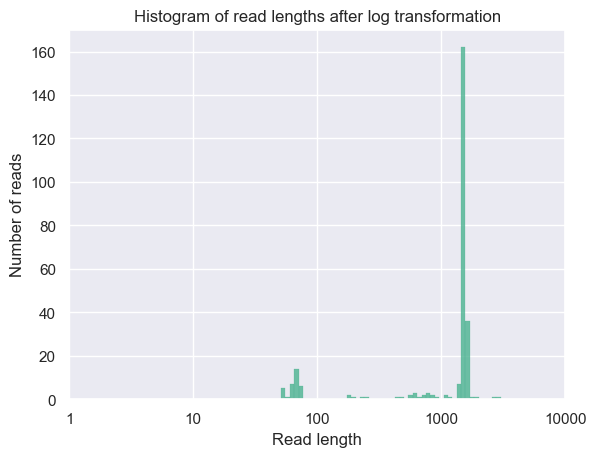 Histogram of read lengths after log transformation
160
140
120
100
80
60
40
20
0
Number of reads
1 10 100 1000 10000
Read length